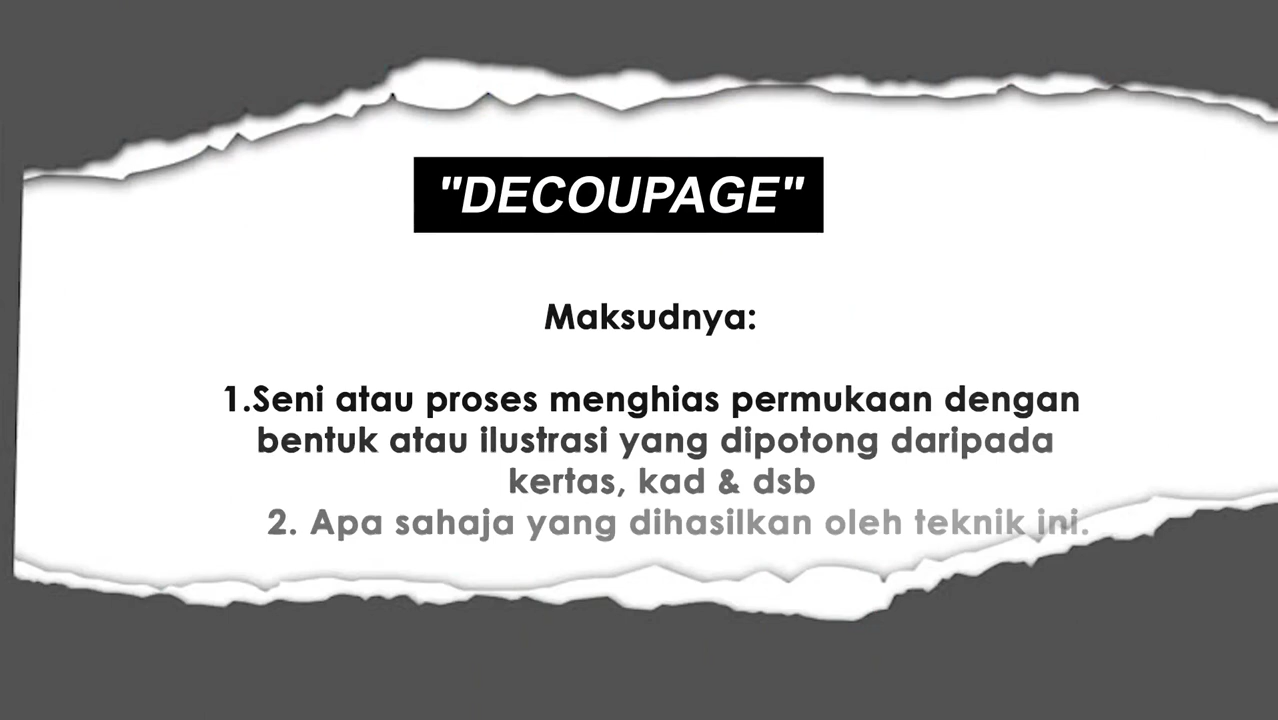 "DECOUPAGE"
Maksudnya:
1.Seni atau proses menghias permukaan dengan
bentuk atau ilustrasi yang dipotong daripada
kertas, kad & dsb
2. Apa sahaja yang dihasilkan oleh teknik ini.